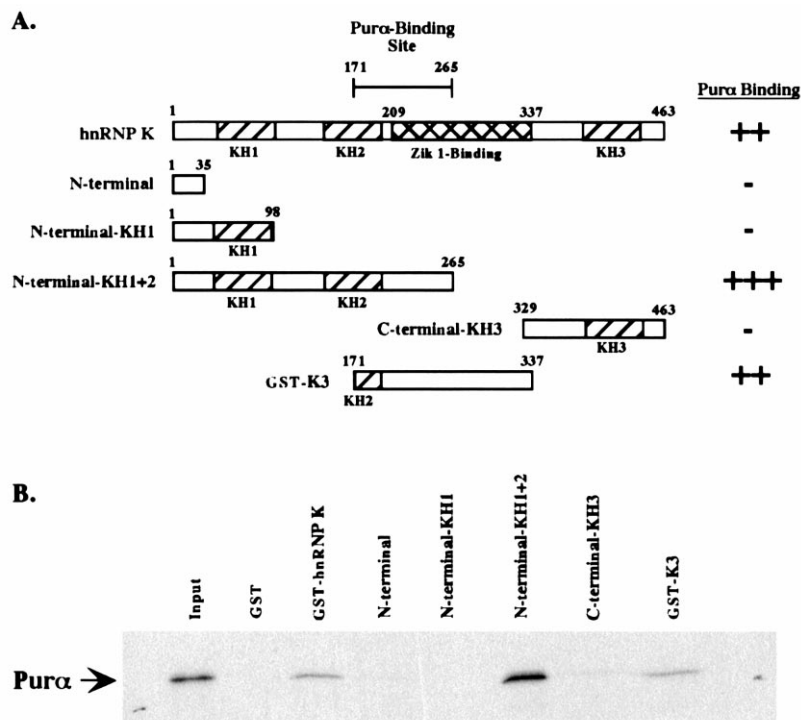 A.
Purα-Binding
Site
171 265
Purα Binding
1 209 337 463
hnRNP K ++
KH1 KH2 Zik 1-Binding KH3
1 35
N-terminal -
1 98
N-terminal-KH1 -
KH1
1 265
N-terminal-KH1+2 +++
KH1 KH2
329 463
C-terminal-KH3 -
KH3
171 337
GST-K3 ++
KH2
B.
Input
GST
GST-hnRNP K
N-terminal
N-terminal-KH1
N-terminal-KH1+2
C-terminal-KH3
GST-K3
Purα